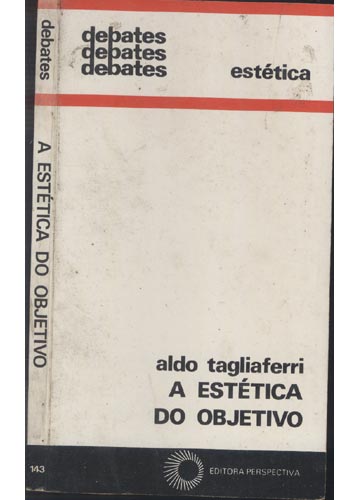 debates
debates
debates
estética
aldo tagliaferri
A ESTÉTICA
DO OBJETIVO
EDITORA PERSPECTIVA
debates
A ESTÉTICA DO OBJETIVO
143